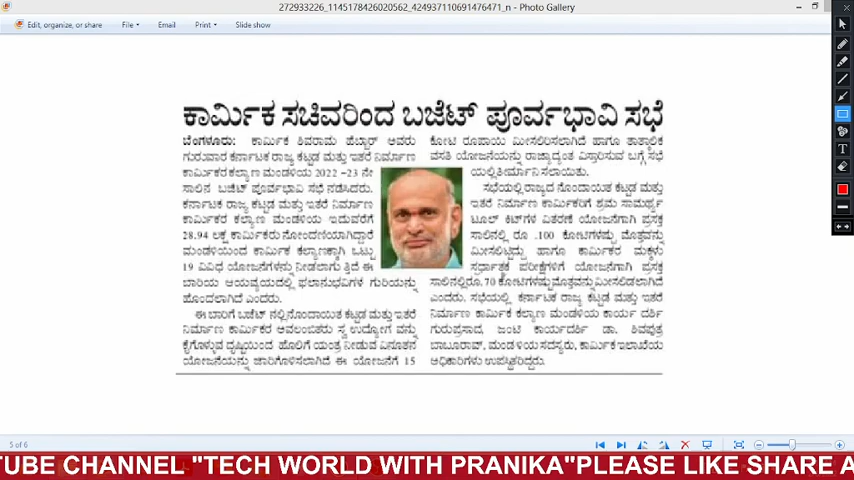 272933226_1145178426020562_424937110691476471_n - Photo Gallery
Edit, organize, or share File Email Print Slide show
ಕಾರ್ಮಿಕ ಸಚಿವರಿಂದ ಬಜೆಟ್ ಪೂರ್ವಭಾವಿ ಸಭೆ
ಬೆಂಗಳೂರು: ಕಾರ್ಮಿಕ ಶಿವರಾಮ ಹೆಬ್ಬಾರ್ ಅವರು
ಗುರುವಾರ ಕರ್ನಾಟಕ ರಾಜ್ಯ ಕಟ್ಟಡ ಮತ್ತು ಇತರೆ ನಿರ್ಮಾಣ
ಕಾರ್ಮಿಕರ ಕಲ್ಯಾಣ ಮಂಡಳಿಯ 2022 -23 ನೇ
ಸಾಲಿನ ಬಜೆಟ್ ಪೂರ್ವಭಾವಿ ಸಭೆ ನಡೆಸಿದರು.
ಕರ್ನಾಟಕ ರಾಜ್ಯ ಕಟ್ಟಡ ಮತ್ತು ಇತರೆ ನಿರ್ಮಾಣ
ಕಾರ್ಮಿಕರ ಕಲ್ಯಾಣ ಮಂಡಳಿಯ ಇದುವರೆಗೆ
28.94 ಲಕ್ಷ ಕಾರ್ಮಿಕರು ನೋಂದಣಿಯಾಗಿದ್ದಾರೆ
ಮಂಡಳಿಯಿಂದ ಕಾರ್ಮಿಕ ಕಲ್ಯಾಣಕ್ಕಾಗಿ ಒಟ್ಟು
19 ವಿವಿಧ ಯೋಜನೆಗಳನ್ನು ನೀಡಲಾಗು ತ್ತಿದೆ ಈ
ಬಾರಿಯ ಆಯವ್ಯಯದಲ್ಲಿ ಫಲಾನುಭವಿಗಳ ಗುರಿಯನ್ನು
ಹೊಂದಲಾಗಿದೆ ಎಂದರು.
ಈ ಬಾರಿಗೆ ಬಜೆಟ್ ನಲ್ಲಿ ನೊಂದಾಯಿತ ಕಟ್ಟಡ ಮತ್ತು ಇತರೆ
ನಿರ್ಮಾಣ ಕಾರ್ಮಿಕರ ಅವಲಂಬಿತರು ಸ್ವ ಉದ್ಯೋಗ ವನ್ನು
ಕೈಗೊಳ್ಳುವ ದೃಷ್ಟಿಯಿಂದ ಹೊಲಿಗೆ ಯಂತ್ರ ನೀಡುವ ವಿನೂತನ
ಯೋಜನೆಯನ್ನು ಜಾರಿಗೊಳಿಸಲಾಗಿದೆ ಈ ಯೋಜನೆಗೆ 15
ಕೋಟಿ ರೂಪಾಯಿ ಮೀಸಲಿರಿಸಲಾಗಿದೆ ಹಾಗೂ ತಾತ್ಕಾಲಿಕ
ವಸತಿ ಯೋಜನೆಯನ್ನು ರಾಜ್ಯಾದ್ಯಂತ ವಿಸ್ತಾರಿಸುವ ಬಗ್ಗೆ ಸಭೆ
ಯಲ್ಲಿ ತೀರ್ಮಾನಿ ಸಲಾಯಿತು.
ಸಭೆಯಲ್ಲಿ ರಾಜ್ಯದ ನೊಂದಾಯಿತ ಕಟ್ಟಡ ಮತ್ತು
ಇತರೆ ನಿರ್ಮಾಣ ಕಾರ್ಮಿಕರಿಗೆ ಶ್ರಮ ಸಾಮರ್ಥ್ಯ
ಟೂಲ್ ಕಿಟ್‌ಗಳ ವಿತರಣೆ ಯೋಜನೆಗಾಗಿ ಪ್ರಸಕ್ತ
ಸಾಲಿನಲ್ಲಿ ರೂ .100 ಕೋಟಿಗಳಷ್ಟು ಮೊತ್ತವನ್ನು
ಮೀಸಲಿಟ್ಟಿದ್ದು ಹಾಗೂ ಕಾರ್ಮಿಕರ ಮಕ್ಕಳು
ಸ್ಪರ್ಧಾತ್ಮಕ ಪರೀಕ್ಷೆಗಳಿಗೆ ಯೋಜನೆಗಾಗಿ ಪ್ರಸಕ್ತ
ಸಾಲಿನಲ್ಲಿ ರೂ. 70 ಕೋಟಿಗಳಷ್ಟು ಮೊತ್ತವನ್ನು ಮೀಸಲಿಡಲಾಗಿದೆ
ಎಂದರು. ಸಭೆಯಲ್ಲಿ ಕರ್ನಾಟಕ ರಾಜ್ಯ ಕಟ್ಟಡ ಮತ್ತು ಇತರೆ
ನಿರ್ಮಾಣ ಕಾರ್ಮಿಕ ಕಲ್ಯಾಣ ಮಂಡಳಿಯ ಕಾರ್ಯ ದರ್ಶಿ
ಗುರುಪ್ರಸಾದ, ಜಂಟಿ ಕಾರ್ಯದರ್ಶಿ ಡಾ. ಶಿವಪುತ್ರ
ಬಾಬೂರಾವ್, ಮಂಡಳಿಯ ಸದಸ್ಯರು, ಕಾರ್ಮಿಕ ಇಲಾಖೆಯ
ಅಧಿಕಾರಿಗಳು ಉಪಸ್ಥಿತರಿದ್ದರು.
5 of 6
TUBE CHANNEL "TECH WORLD WITH PRANIKA"PLEASE LIKE SHARE A